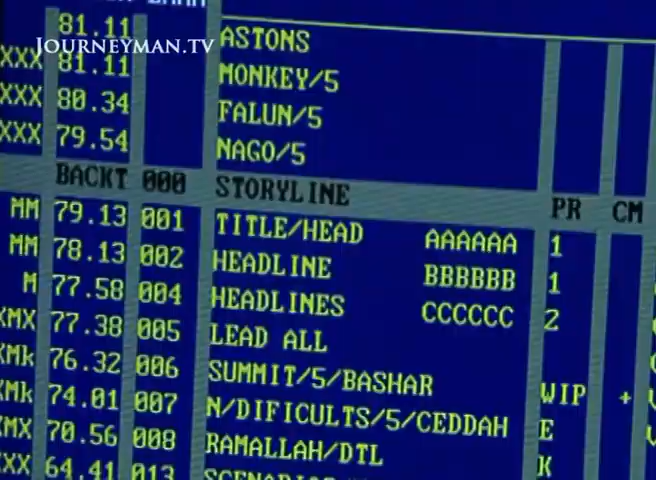 JOURNEYMAN.TV
81.11 ASTONS
XXX 81.11 MONKEY/5
XXX 80.34 FALUN/5
XXX 79.54 NAGO/5
BACKT 000 STORYLINE PR CM
MM 79.13 001 TITLE/HEAD AAAAAA 1
MM 78.13 002 HEADLINE BBBBBB 1
M 77.58 004 HEADLINES CCCCCC 2
XMX 77.38 005 LEAD ALL
XMk 76.32 006 SUMMIT/5/BASHAR WIP +
XMk 74.01 007 N/DIFICULTS/5/CEDDAH E
MX 70.56 008 RAMALLAH/DTL K
XX 64.41 013